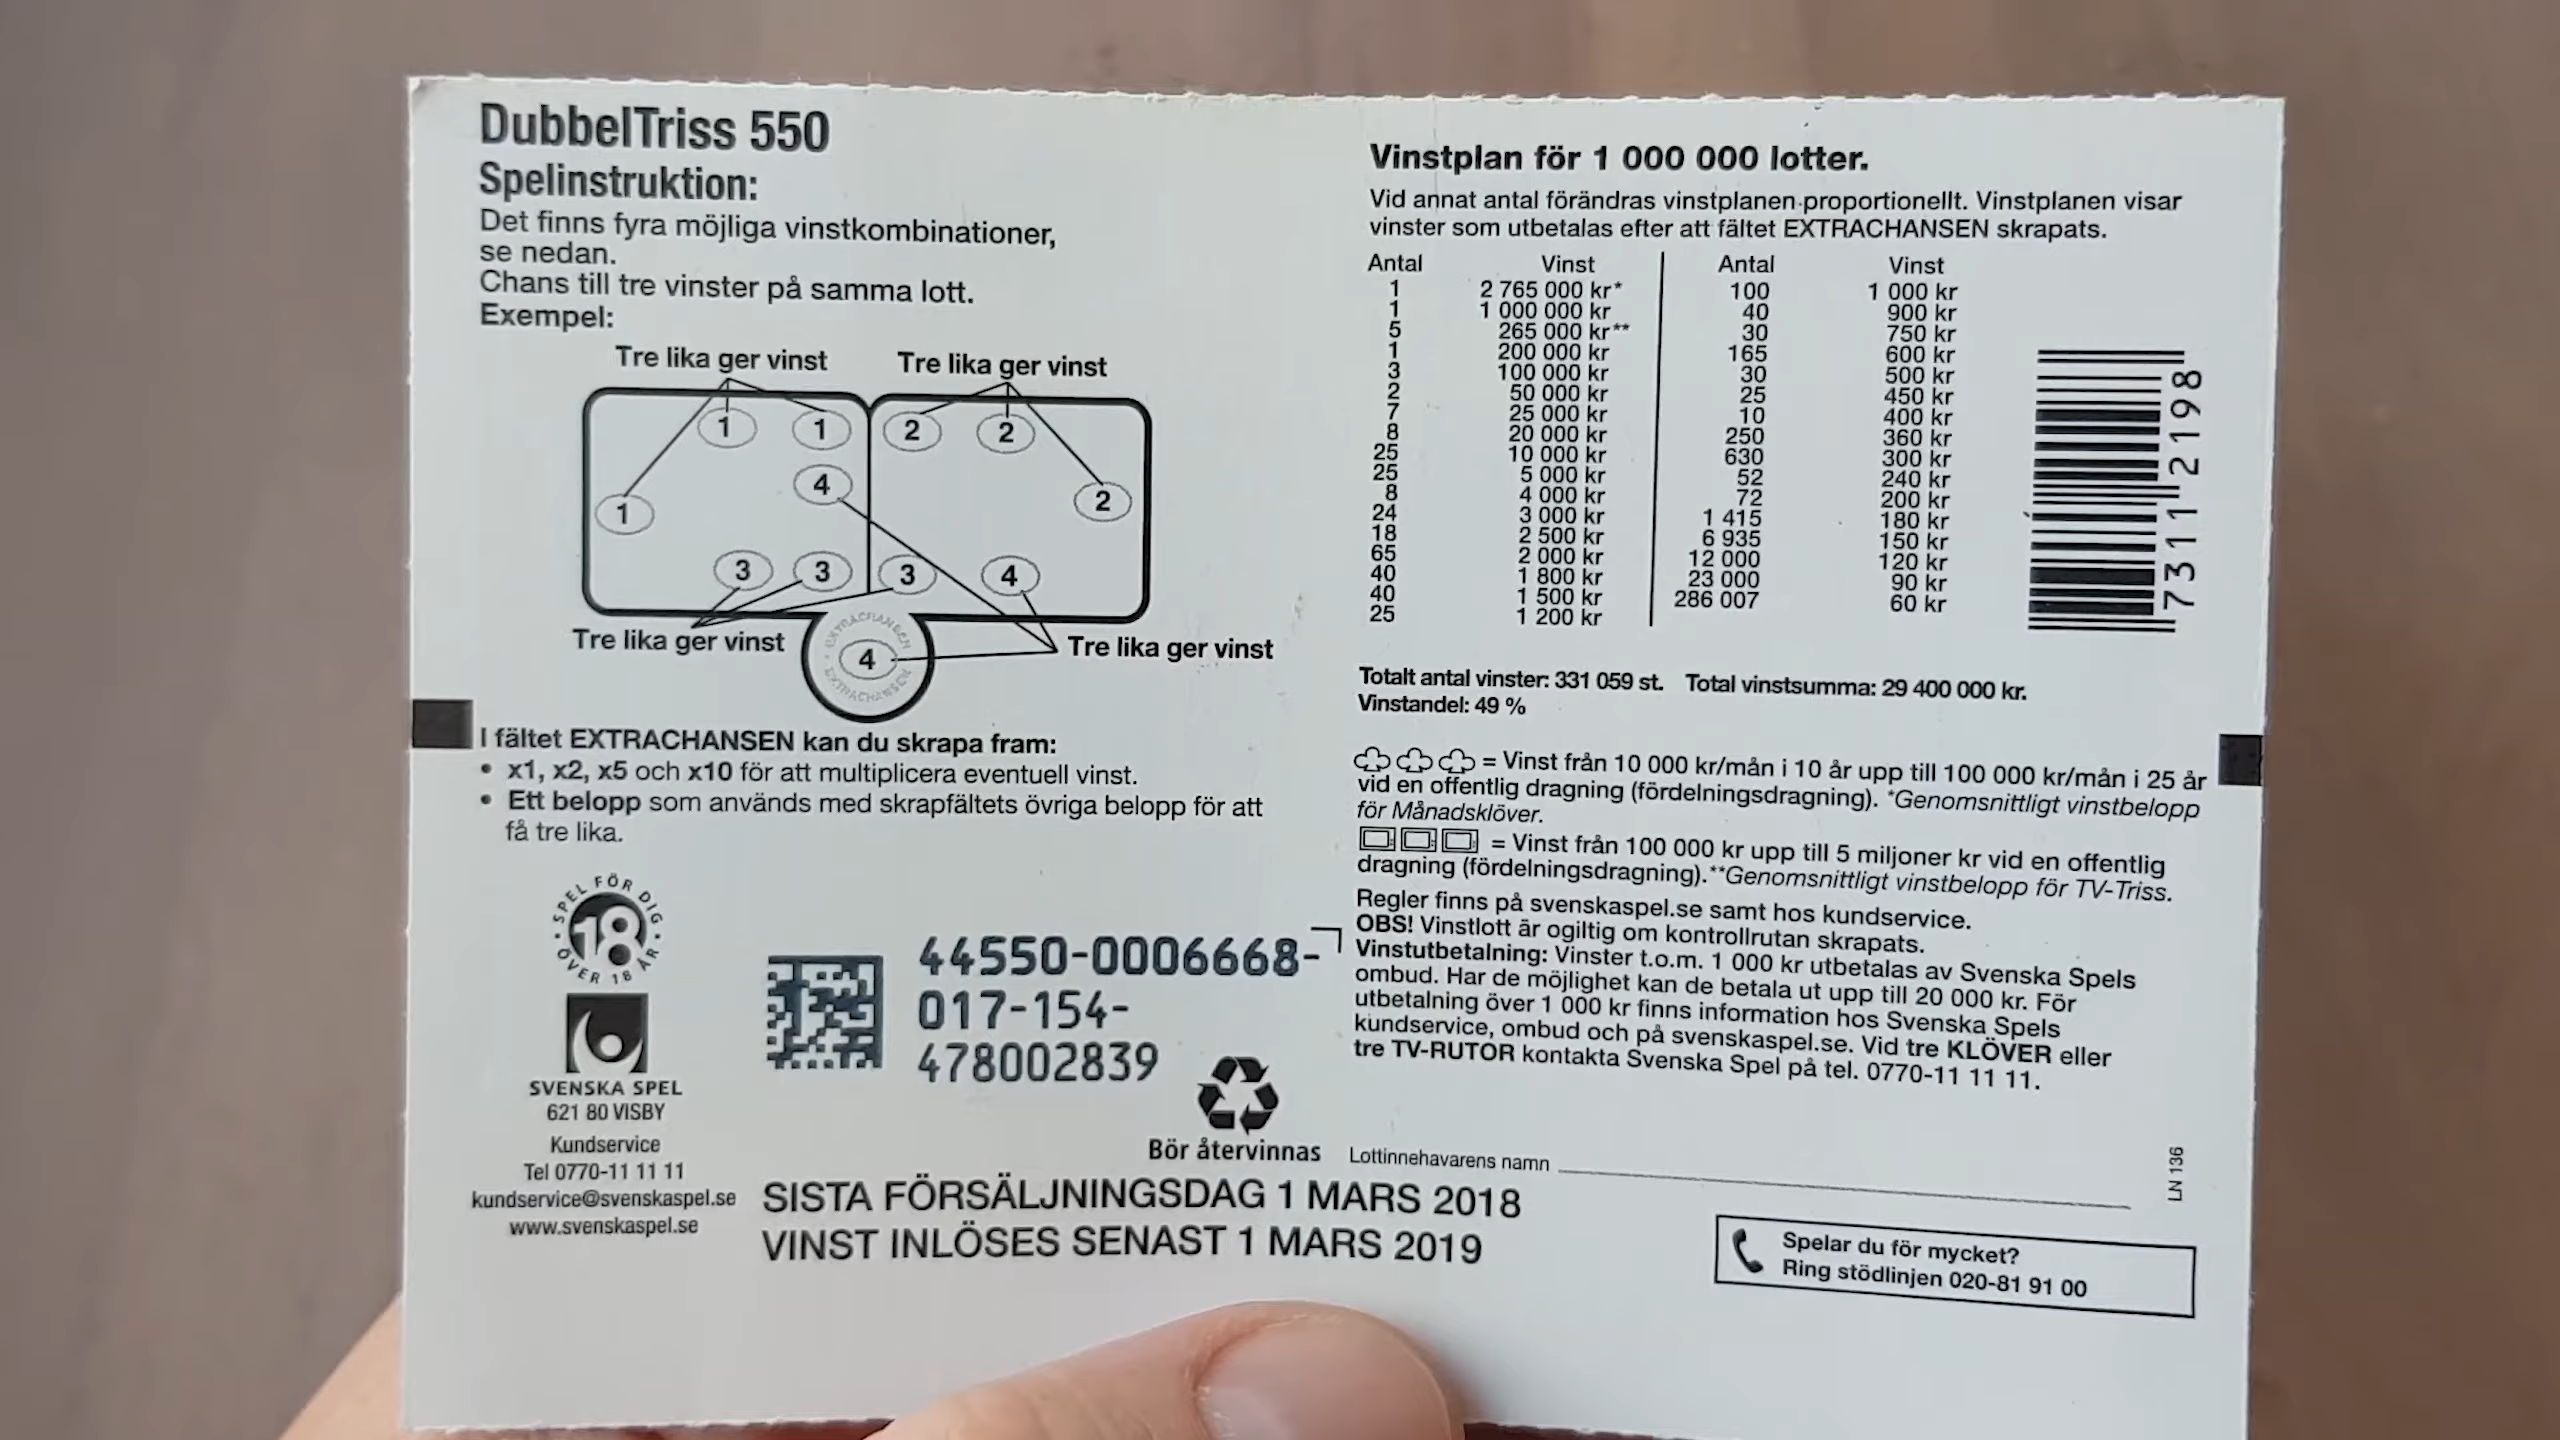 DubbelTriss 550
Spelinstruktion:
Det finns fyra möjliga vinstkombinationer,
se nedan.
Chans till tre vinster på samma lott.
Exempel:
Tre lika ger vinst
Tre lika ger vinst
1 1 2 2
4
1 2
3 3 3 4
Tre lika ger vinst
EXTRACHANSEN
4
EXTRACHANSEN
Tre lika ger vinst
I fältet EXTRACHANSEN kan du skrapa fram:
• x1, x2, x5 och x10 för att multiplicera eventuell vinst.
• Ett belopp som används med skrapfältets övriga belopp för att
få tre lika.
SPEL FÖR DIG
18
ÖVER 18 ÅR
SVENSKA SPEL
621 80 VISBY
Kundservice
Tel 0770-11 11 11
kundservice@svenskaspel.se
www.svenskaspel.se
44550-0006668-
017-154-
478002839
Bör återvinnas
SISTA FÖRSÄLJNINGSDAG 1 MARS 2018
VINST INLÖSES SENAST 1 MARS 2019
Vinstplan för 1 000 000 lotter.
Vid annat antal förändras vinstplanen proportionellt. Vinstplanen visar
vinster som utbetalas efter att fältet EXTRACHANSEN skrapats.
Antal Vinst Antal Vinst
1 2 765 000 kr* 100 1 000 kr
1 1 000 000 kr 40 900 kr
5 265 000 kr** 30 750 kr
1 200 000 kr 165 600 kr
3 100 000 kr 30 500 kr
2 50 000 kr 25 450 kr
7 25 000 kr 10 400 kr
8 20 000 kr 250 360 kr
25 10 000 kr 630 300 kr
25 5 000 kr 52 240 kr
8 4 000 kr 72 200 kr
24 3 000 kr 1 415 180 kr
18 2 500 kr 6 935 150 kr
65 2 000 kr 12 000 120 kr
40 1 800 kr 23 000 90 kr
40 1 500 kr 286 007 60 kr
25 1 200 kr
7311 2198
Totalt antal vinster: 331 059 st. Total vinstsumma: 29 400 000 kr.
Vinstandel: 49 %
= Vinst från 10 000 kr/mån i 10 år upp till 100 000 kr/mån i 25 år
vid en offentlig dragning (fördelningsdragning). *Genomsnittligt vinstbelopp
för Månadsklöver.
= Vinst från 100 000 kr upp till 5 miljoner kr vid en offentlig
dragning (fördelningsdragning).**Genomsnittligt vinstbelopp för TV-Triss.
Regler finns på svenskaspel.se samt hos kundservice.
OBS! Vinstlott är ogiltig om kontrollrutan skrapats.
Vinstutbetalning: Vinster t.o.m. 1 000 kr utbetalas av Svenska Spels
ombud. Har de möjlighet kan de betala ut upp till 20 000 kr. För
utbetalning över 1 000 kr finns information hos Svenska Spels
kundservice, ombud och på svenskaspel.se. Vid tre KLÖVER eller
tre TV-RUTOR kontakta Svenska Spel på tel. 0770-11 11 11.
Lottinnehavarens namn
LN 136
Spelar du för mycket?
Ring stödlinjen 020-81 91 00